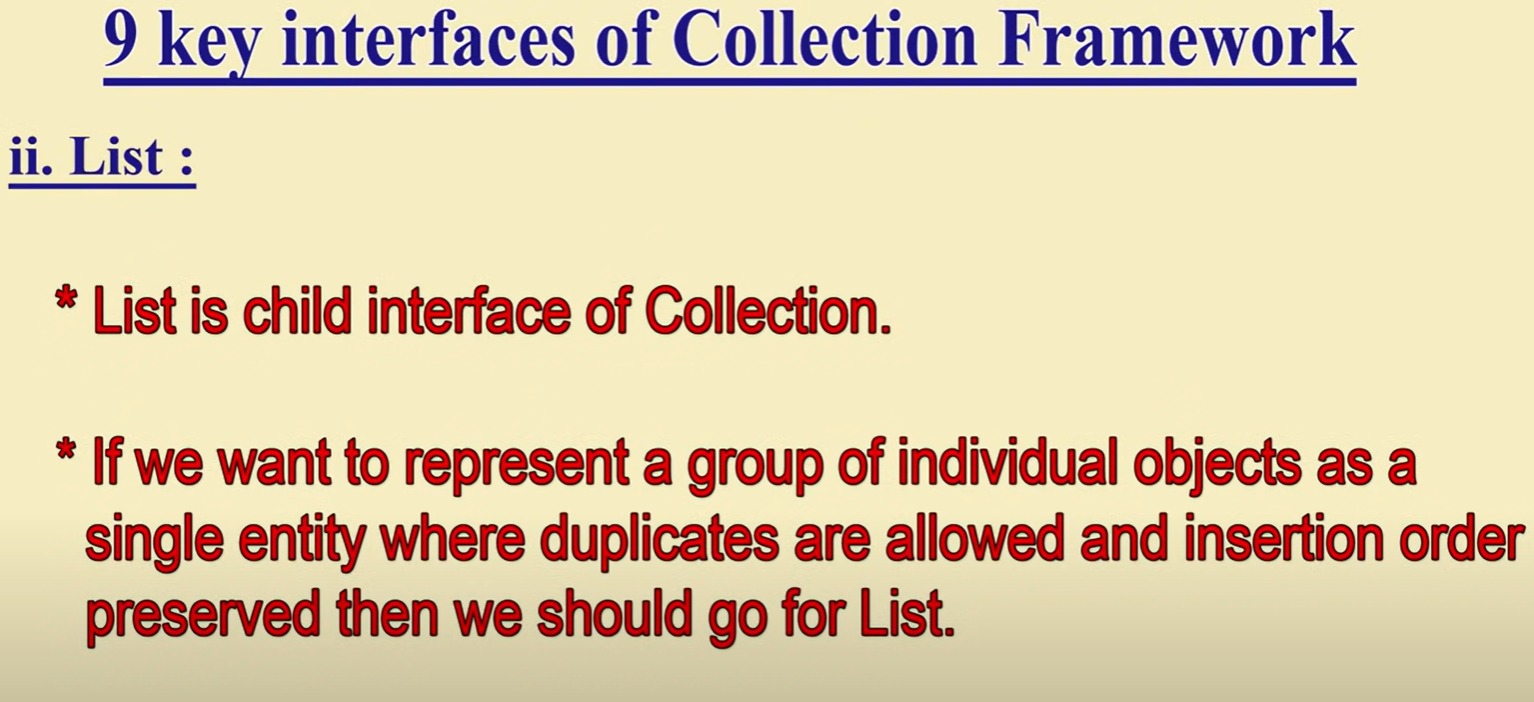 9 key interfaces of Collection Framework
ii. List :
* List is child interface of Collection.
* If we want to represent a group of individual objects as a
single entity where duplicates are allowed and insertion order
preserved then we should go for List.